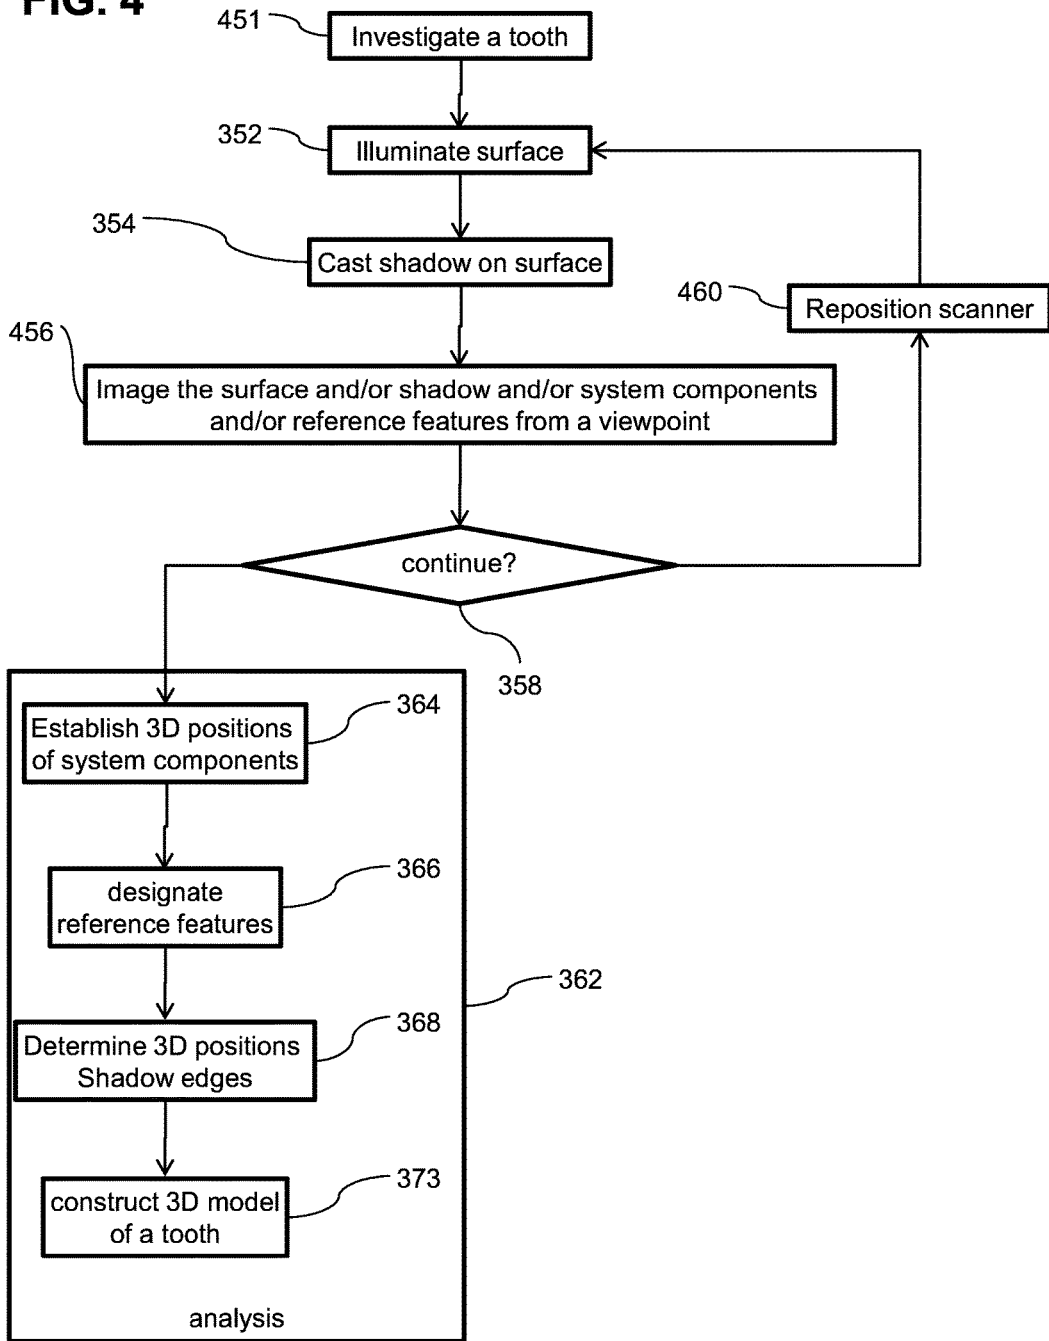 FIG. 4
451
Investigate a tooth
352
Illuminate surface
354
Cast shadow on surface
460
Reposition scanner
456
Image the surface and/or shadow and/or system components
and/or reference features from a viewpoint
continue?
358
364
Establish 3D positions
of system components
366
designate
reference features
362
368
Determine 3D positions
Shadow edges
373
construct 3D model
of a tooth
analysis